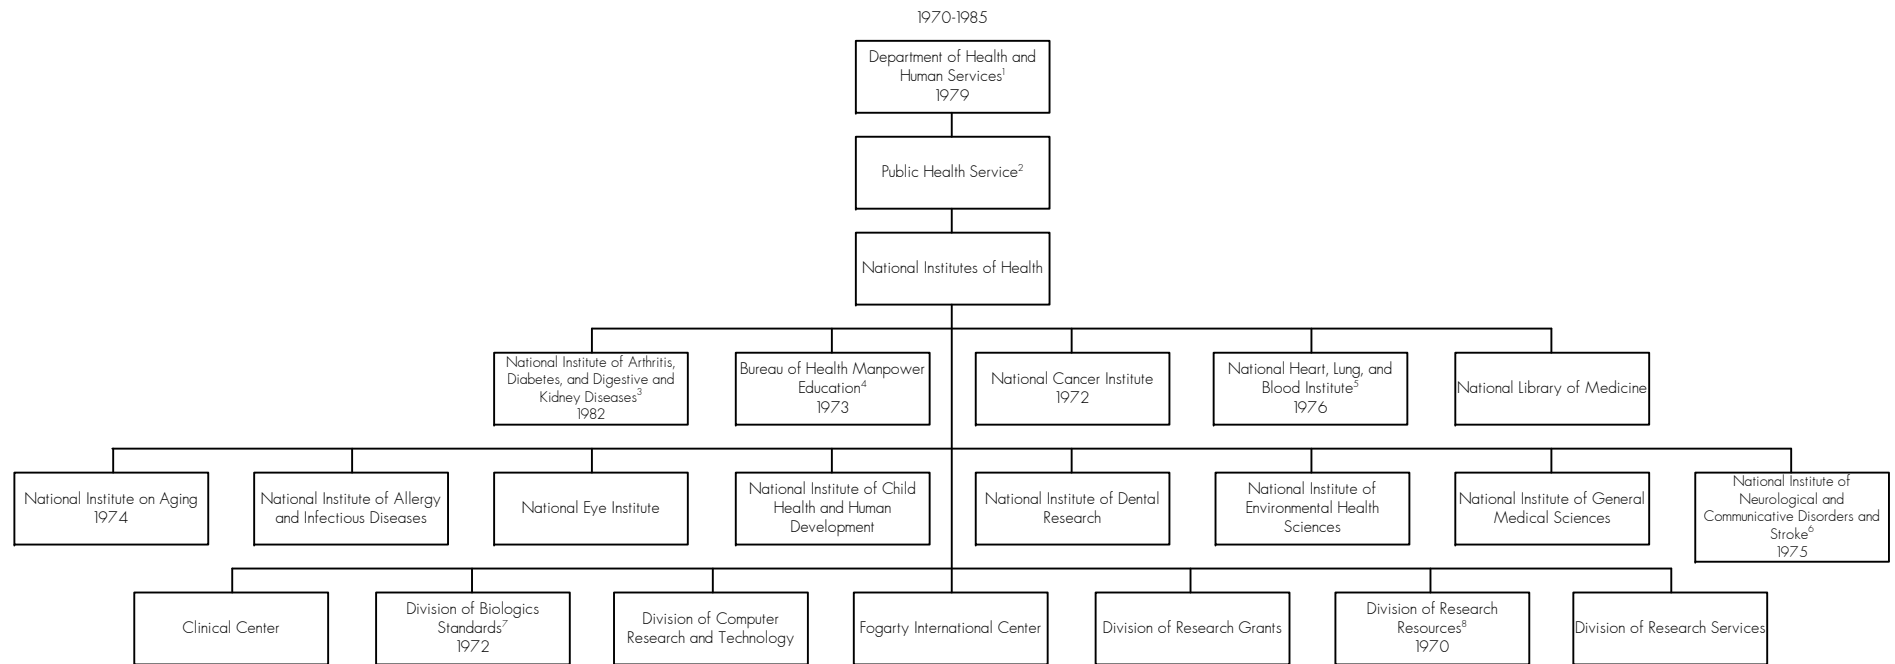 1970-1985
Department of Health and
Human Services¹
1979
Public Health Service²
National Institutes of Health
National Institute of Arthritis,
Diabetes, and Digestive and
Kidney Diseases³
1982
Bureau of Health Manpower
Education⁴
1973
National Cancer Institute
1972
National Heart, Lung, and
Blood Institute⁵
1976
National Library of Medicine
National Institute on Aging
1974
National Institute of Allergy
and Infectious Diseases
National Eye Institute
National Institute of Child
Health and Human
Development
National Institute of Dental
Research
National Institute of
Environmental Health
Sciences
National Institute of General
Medical Sciences
National Institute of
Neurological and
Communicative Disorders and
Stroke⁶
1975
Clinical Center
Division of Biologics
Standards⁷
1972
Division of Computer
Research and Technology
Fogarty International Center
Division of Research Grants
Division of Research
Resources⁸
1970
Division of Research Services